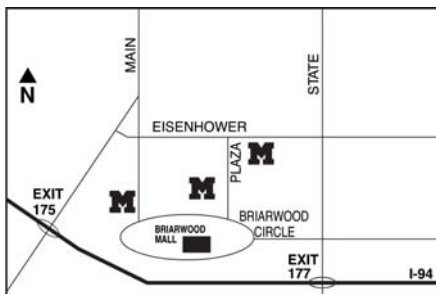 MAIN
STATE
N
EISENHOWER
M
PLAZA
M
EXIT
175
M
BRIARWOOD
CIRCLE
BRIARWOOD
MALL
EXIT
177
I-94